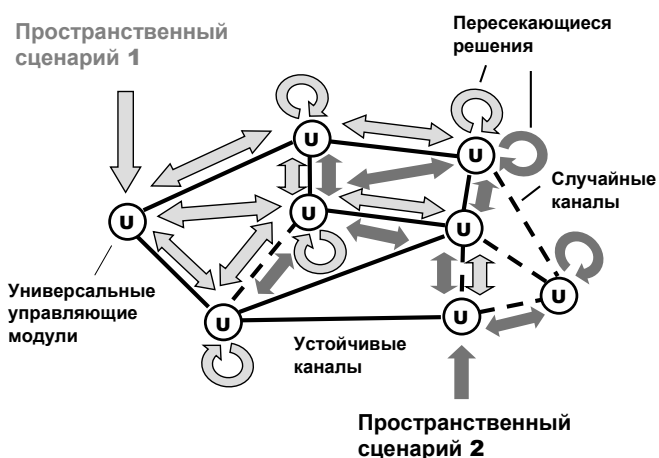 Пространственный
сценарий 1
Пересекающиеся
решения
U
U
Случайные
каналы
U
U
U
Универсальные
управляющие
модули
U
U
U
Устойчивые
каналы
Пространственный
сценарий 2